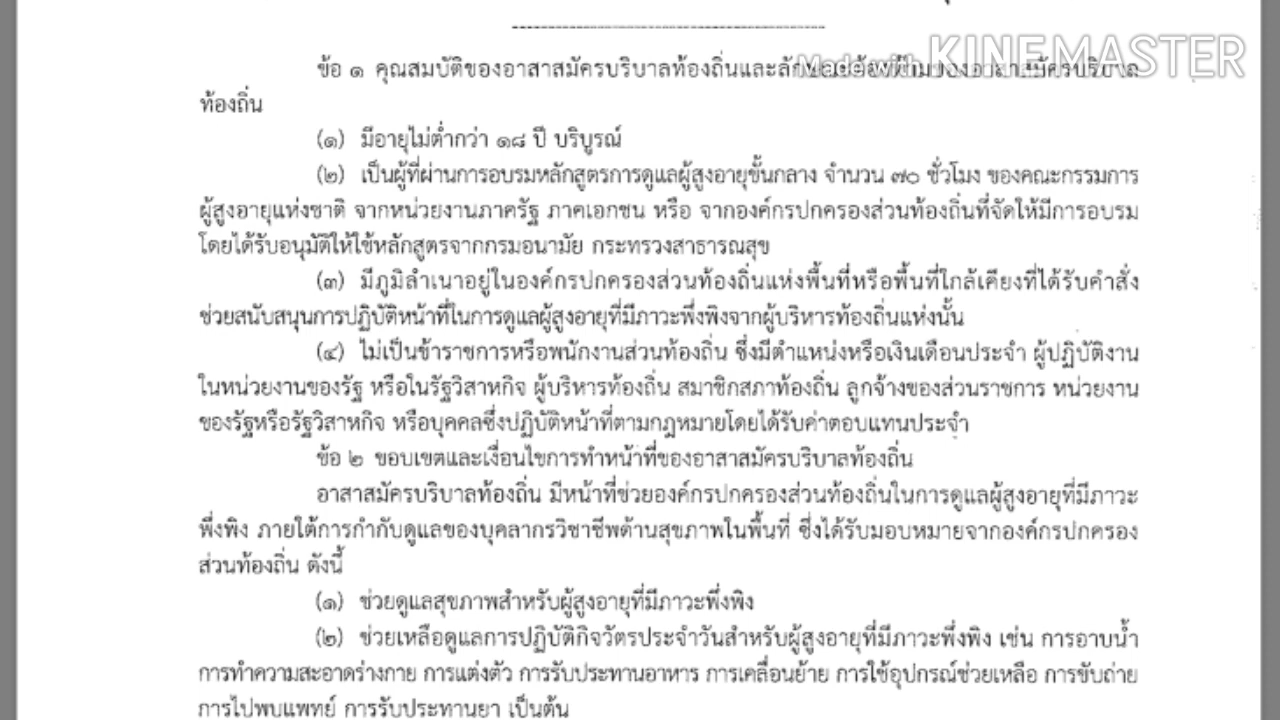 Made with KINEMASTER
ข้อ ๑ คุณสมบัติของอาสาสมัครบริบาลท้องถิ่นและลักษณะต้องห้ามของอาสาสมัครบริบาล
ท้องถิ่น
(๑) มีอายุไม่ต่ำกว่า ๑๘ ปี บริบูรณ์
(๒) เป็นผู้ที่ผ่านการอบรมหลักสูตรการดูแลผู้สูงอายุขั้นกลาง จำนวน ๗๐ ชั่วโมง ของคณะกรรมการ
ผู้สูงอายุแห่งชาติ จากหน่วยงานภาครัฐ ภาคเอกชน หรือ จากองค์กรปกครองส่วนท้องถิ่นที่จัดให้มีการอบรม
โดยได้รับอนุมัติให้ใช้หลักสูตรจากกรมอนามัย กระทรวงสาธารณสุข
(๓) มีภูมิลำเนาอยู่ในองค์กรปกครองส่วนท้องถิ่นแห่งพื้นที่หรือพื้นที่ใกล้เคียงที่ได้รับคำสั่ง
ช่วยสนับสนุนการปฏิบัติหน้าที่ในการดูแลผู้สูงอายุที่มีภาวะพึ่งพิงจากผู้บริหารท้องถิ่นแห่งนั้น
(๔) ไม่เป็นข้าราชการหรือพนักงานส่วนท้องถิ่น ซึ่งมีตำแหน่งหรือเงินเดือนประจำ ผู้ปฏิบัติงาน
ในหน่วยงานของรัฐ หรือในรัฐวิสาหกิจ ผู้บริหารท้องถิ่น สมาชิกสภาท้องถิ่น ลูกจ้างของส่วนราชการ หน่วยงาน
ของรัฐหรือรัฐวิสาหกิจ หรือบุคคลซึ่งปฏิบัติหน้าที่ตามกฎหมายโดยได้รับค่าตอบแทนประจำ
ข้อ ๒ ขอบเขตและเงื่อนไขการทำหน้าที่ของอาสาสมัครบริบาลท้องถิ่น
อาสาสมัครบริบาลท้องถิ่น มีหน้าที่ช่วยองค์กรปกครองส่วนท้องถิ่นในการดูแลผู้สูงอายุที่มีภาวะ
พึ่งพิง ภายใต้การกำกับดูแลของบุคลากรวิชาชีพด้านสุขภาพในพื้นที่ ซึ่งได้รับมอบหมายจากองค์กรปกครอง
ส่วนท้องถิ่น ดังนี้
(๑) ช่วยดูแลสุขภาพสำหรับผู้สูงอายุที่มีภาวะพึ่งพิง
(๒) ช่วยเหลือดูแลการปฏิบัติกิจวัตรประจำวันสำหรับผู้สูงอายุที่มีภาวะพึ่งพิง เช่น การอาบน้ำ
การทำความสะอาดร่างกาย การแต่งตัว การรับประทานอาหาร การเคลื่อนย้าย การใช้อุปกรณ์ช่วยเหลือ การขับถ่าย
การไปพบแพทย์ การรับประทานยา เป็นต้น